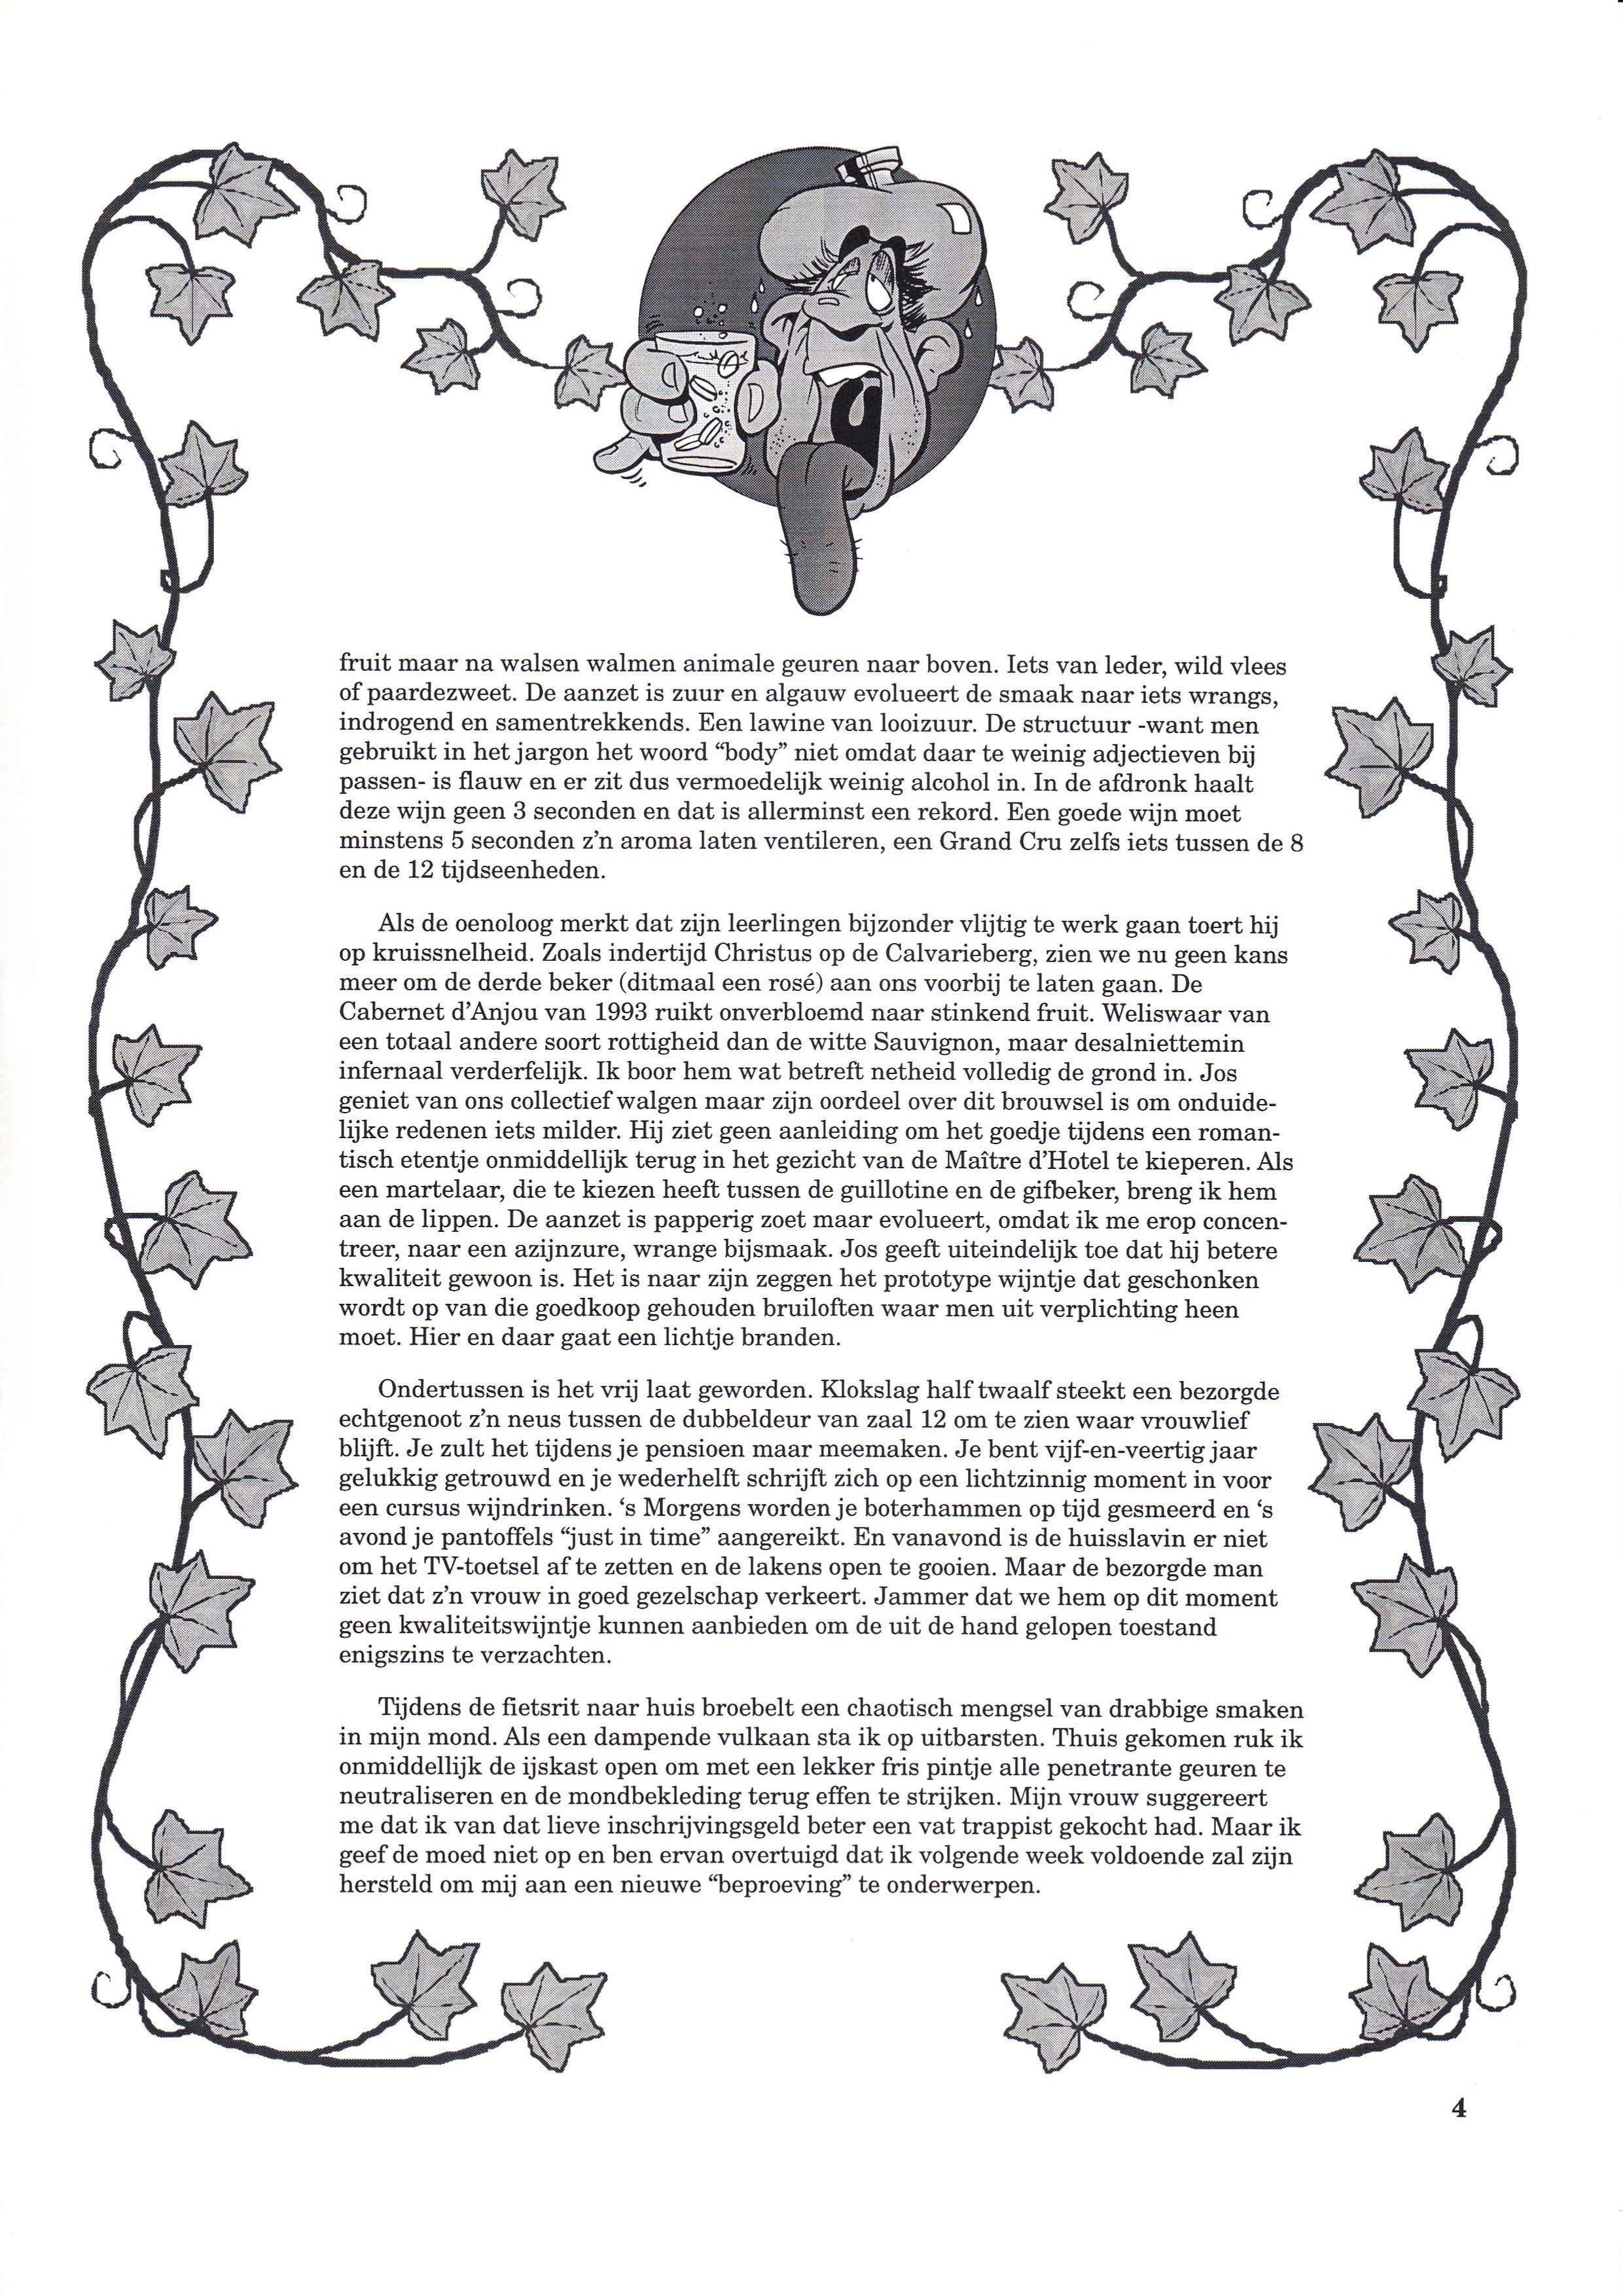 fruit maar na walsen walmen animale geuren naar boven. Iets van leder, wild vlees
of paardezweet. De aanzet is zuur en algauw evolueert de smaak naar iets wrangs,
indrogend en samentrekkends. Een lawine van looizuur. De structuur -want men
gebruikt in het jargon het woord “body” niet omdat daar te weinig adjectieven bij
passen- is flauw en er zit dus vermoedelijk weinig alcohol in. In de afdronk haalt
deze wijn geen 3 seconden en dat is allerminst een rekord. Een goede wijn moet
minstens 5 seconden z’n aroma laten ventileren, een Grand Cru zelfs iets tussen de 8
en de 12 tijdseenheden.
Als de oenoloog merkt dat zijn leerlingen bijzonder vlijtig te werk gaan toert hij
op kruissnelheid. Zoals indertijd Christus op de Calvarieberg, zien we nu geen kans
meer om de derde beker (ditmaal een rosé) aan ons voorbij te laten gaan. De
Cabernet d’Anjou van 1993 ruikt onverbloemd naar stinkend fruit. Weliswaar van
een totaal andere soort rottigheid dan de witte Sauvignon, maar desalniettemin
infernaal verderfelijk. Ik boor hem wat betreft netheid volledig de grond in. Jos
geniet van ons collectief walgen maar zijn oordeel over dit brouwsel is om onduide-
lijke redenen iets milder. Hij ziet geen aanleiding om het goedje tijdens een roman-
tisch etentje onmiddellijk terug in het gezicht van de Maître d’Hotel te kieperen. Als
een martelaar, die te kiezen heeft tussen de guillotine en de gifbeker, breng ik hem
aan de lippen. De aanzet is papperig zoet maar evolueert, omdat ik me erop concen-
treer, naar een azijnzure, wrange bijsmaak. Jos geeft uiteindelijk toe dat hij betere
kwaliteit gewoon is. Het is naar zijn zeggen het prototype wijntje dat geschonken
wordt op van die goedkoop gehouden bruiloften waar men uit verplichting heen
moet. Hier en daar gaat een lichtje branden.
Ondertussen is het vrij laat geworden. Klokslag half twaalf steekt een bezorgde
echtgenoot z’n neus tussen de dubbeldeur van zaal 12 om te zien waar vrouwlief
blijft. Je zult het tijdens je pensioen maar meemaken. Je bent vijf-en-veertig jaar
gelukkig getrouwd en je wederhelft schrijft zich op een lichtzinnig moment in voor
een cursus wijndrinken. ‘s Morgens worden je boterhammen op tijd gesmeerd en ‘s
avond je pantoffels “just in time” aangereikt. En vanavond is de huisslavin er niet
om het TV-toetsel af te zetten en de lakens open te gooien. Maar de bezorgde man
ziet dat z’n vrouw in goed gezelschap verkeert. Jammer dat we hem op dit moment
geen kwaliteitswijntje kunnen aanbieden om de uit de hand gelopen toestand
enigszins te verzachten.
Tijdens de fietsrit naar huis broebelt een chaotisch mengsel van drabbige smaken
in mijn mond. Als een dampende vulkaan sta ik op uitbarsten. Thuis gekomen ruk ik
onmiddellijk de ijskast open om met een lekker fris pintje alle penetrante geuren te
neutraliseren en de mondbekleding terug effen te strijken. Mijn vrouw suggereert
me dat ik van dat lieve inschrijvingsgeld beter een vat trappist gekocht had. Maar ik
geef de moed niet op en ben ervan overtuigd dat ik volgende week voldoende zal zijn
hersteld om mij aan een nieuwe “beproeving” te onderwerpen.
4